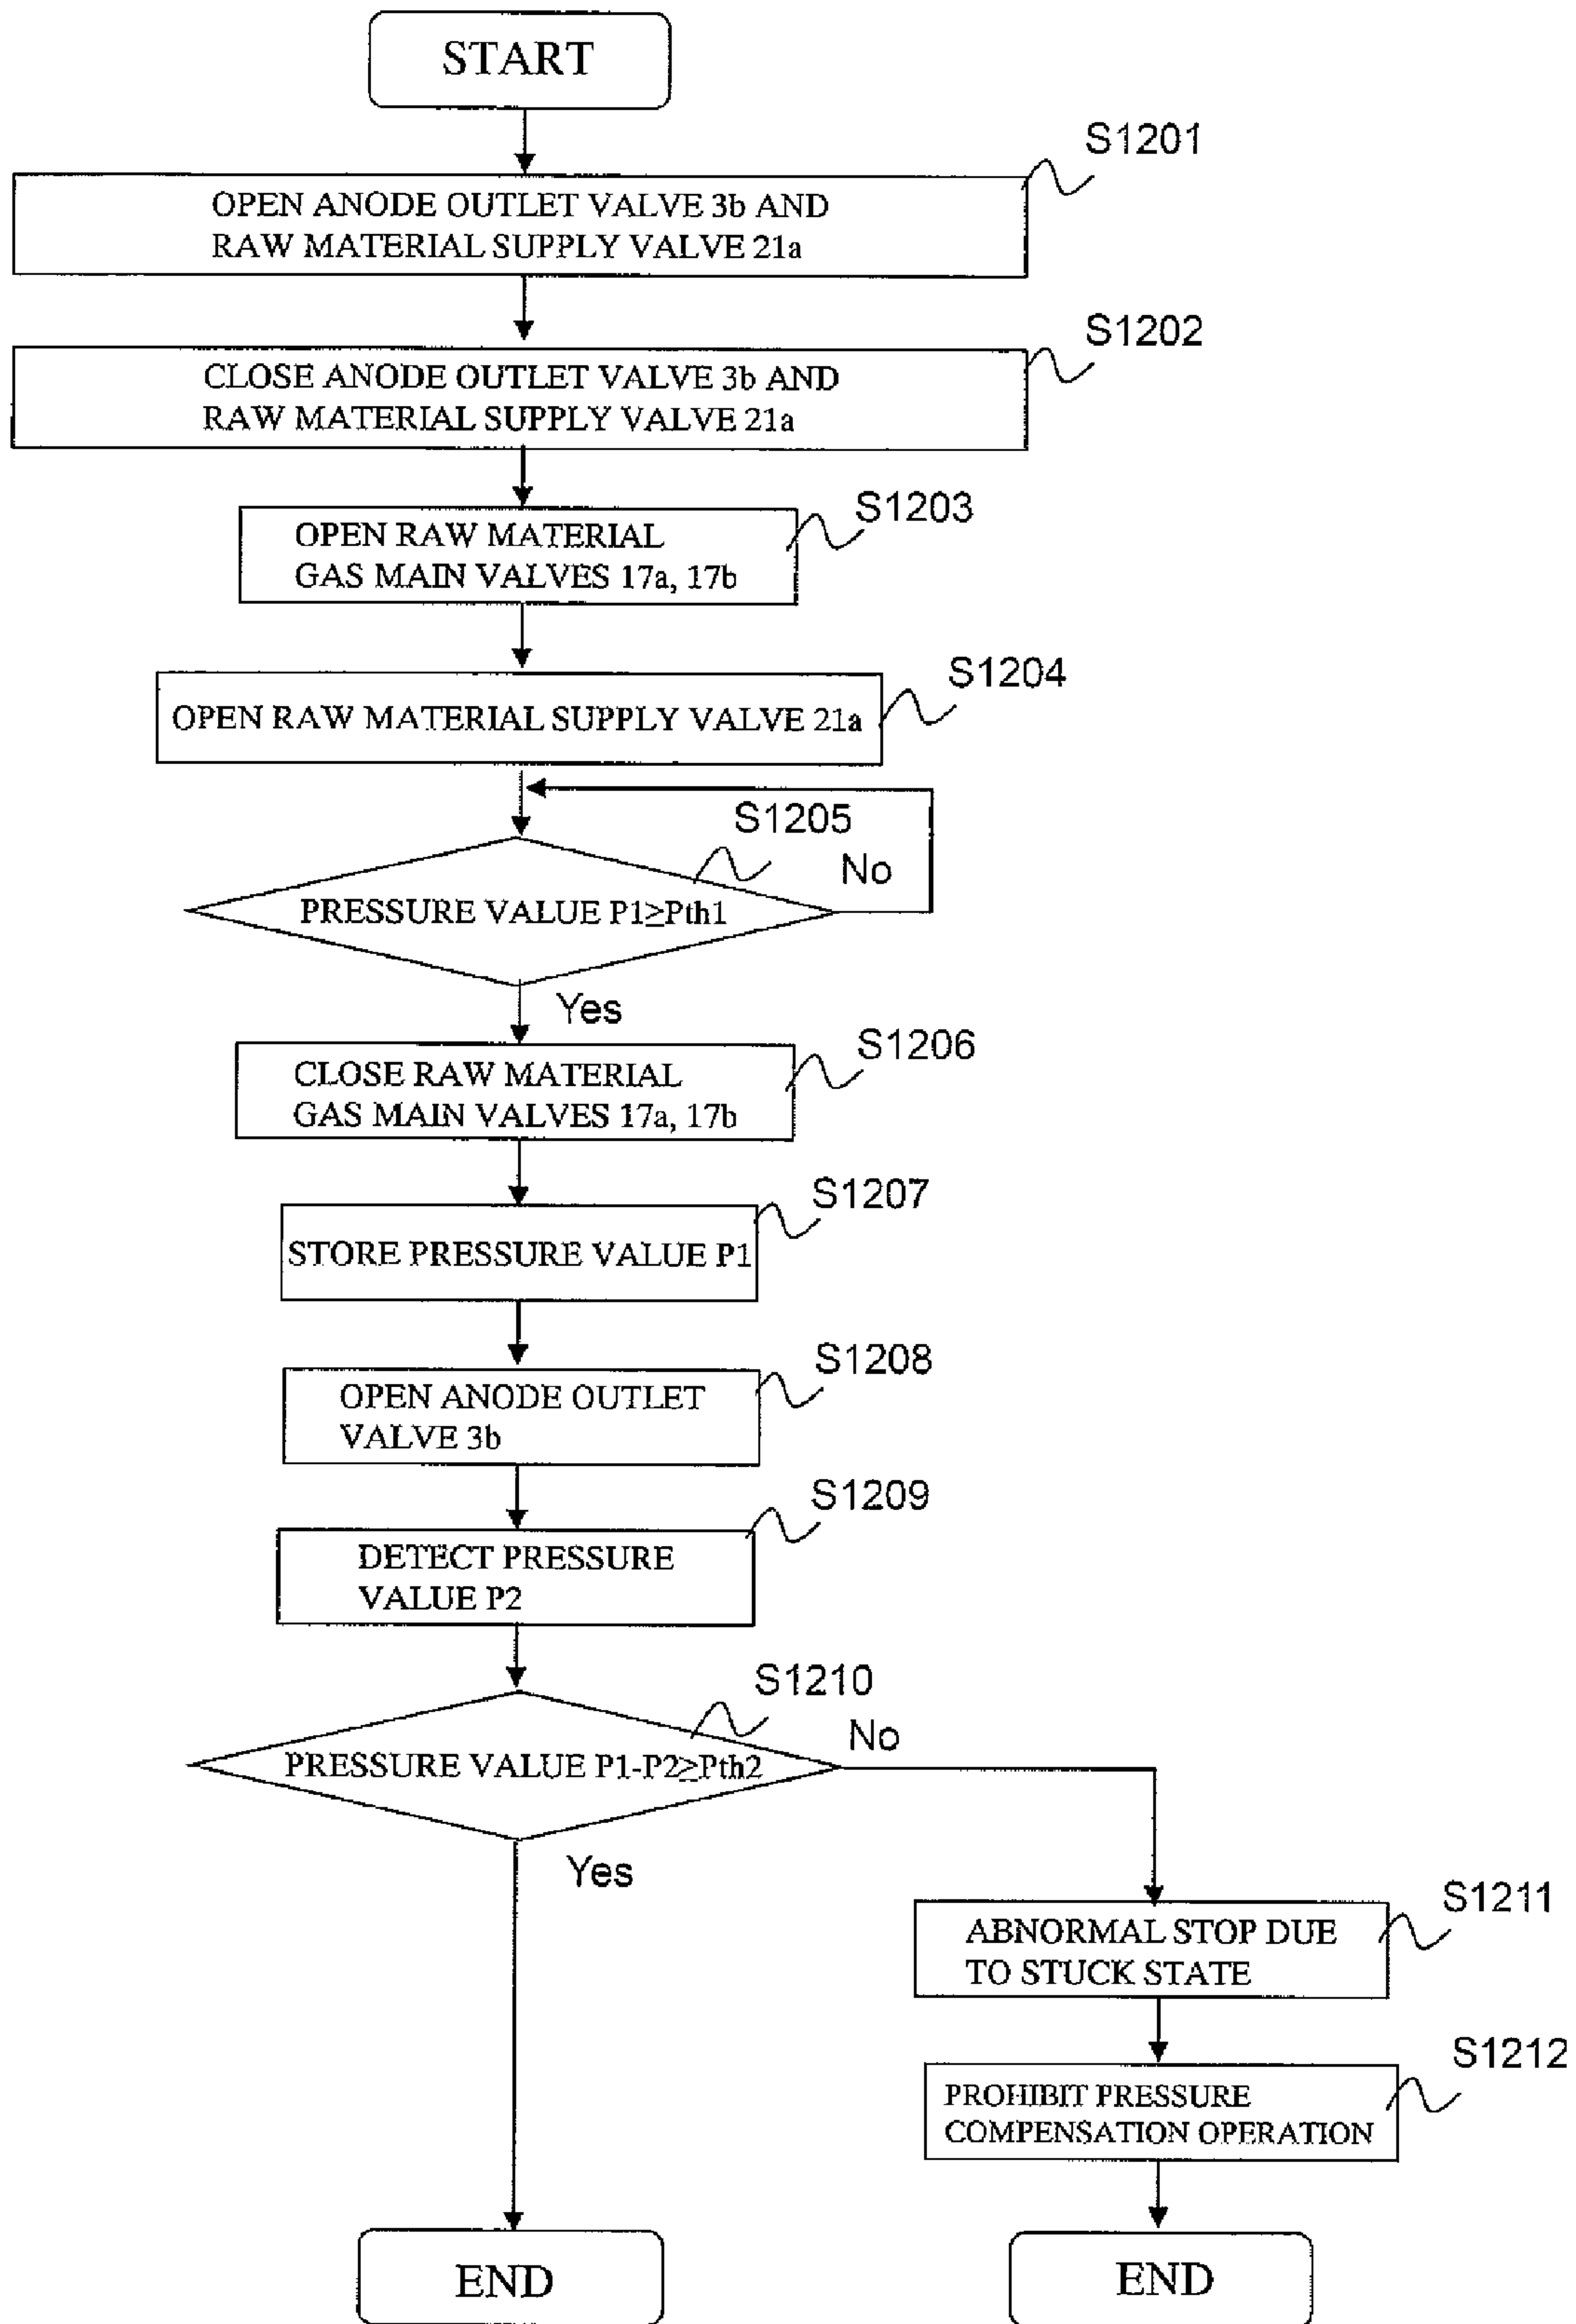 START
S1201
OPEN ANODE OUTLET VALVE 3b AND
RAW MATERIAL SUPPLY VALVE 21a
S1202
CLOSE ANODE OUTLET VALVE 3b AND
RAW MATERIAL SUPPLY VALVE 21a
S1203
OPEN RAW MATERIAL
GAS MAIN VALVES 17a, 17b
S1204
OPEN RAW MATERIAL SUPPLY VALVE 21a
S1205
No
PRESSURE VALUE P1≥Pth1
Yes
S1206
CLOSE RAW MATERIAL
GAS MAIN VALVES 17a, 17b
S1207
STORE PRESSURE VALUE P1
S1208
OPEN ANODE OUTLET
VALVE 3b
S1209
DETECT PRESSURE
VALUE P2
S1210
No
PRESSURE VALUE P1-P2≥Pth2
Yes
S1211
ABNORMAL STOP DUE
TO STUCK STATE
S1212
PROHIBIT PRESSURE
COMPENSATION OPERATION
END
END